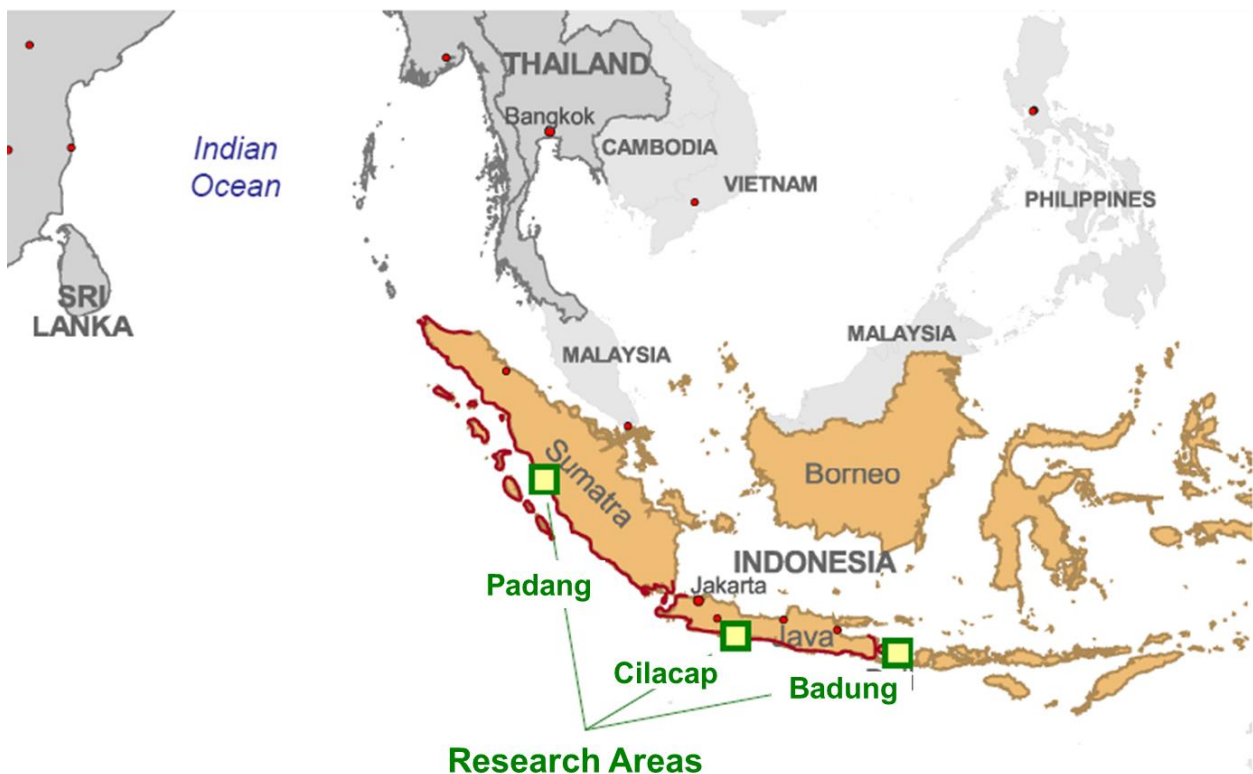 THAILAND
Bangkok
Indian
Ocean
CAMBODIA
VIETNAM
PHILIPPINES
SRI
LANKA
MALAYSIA
MALAYSIA
Sumatra
Borneo
INDONESIA
Padang
Jakarta
Java
Cilacap
Badung
Research Areas